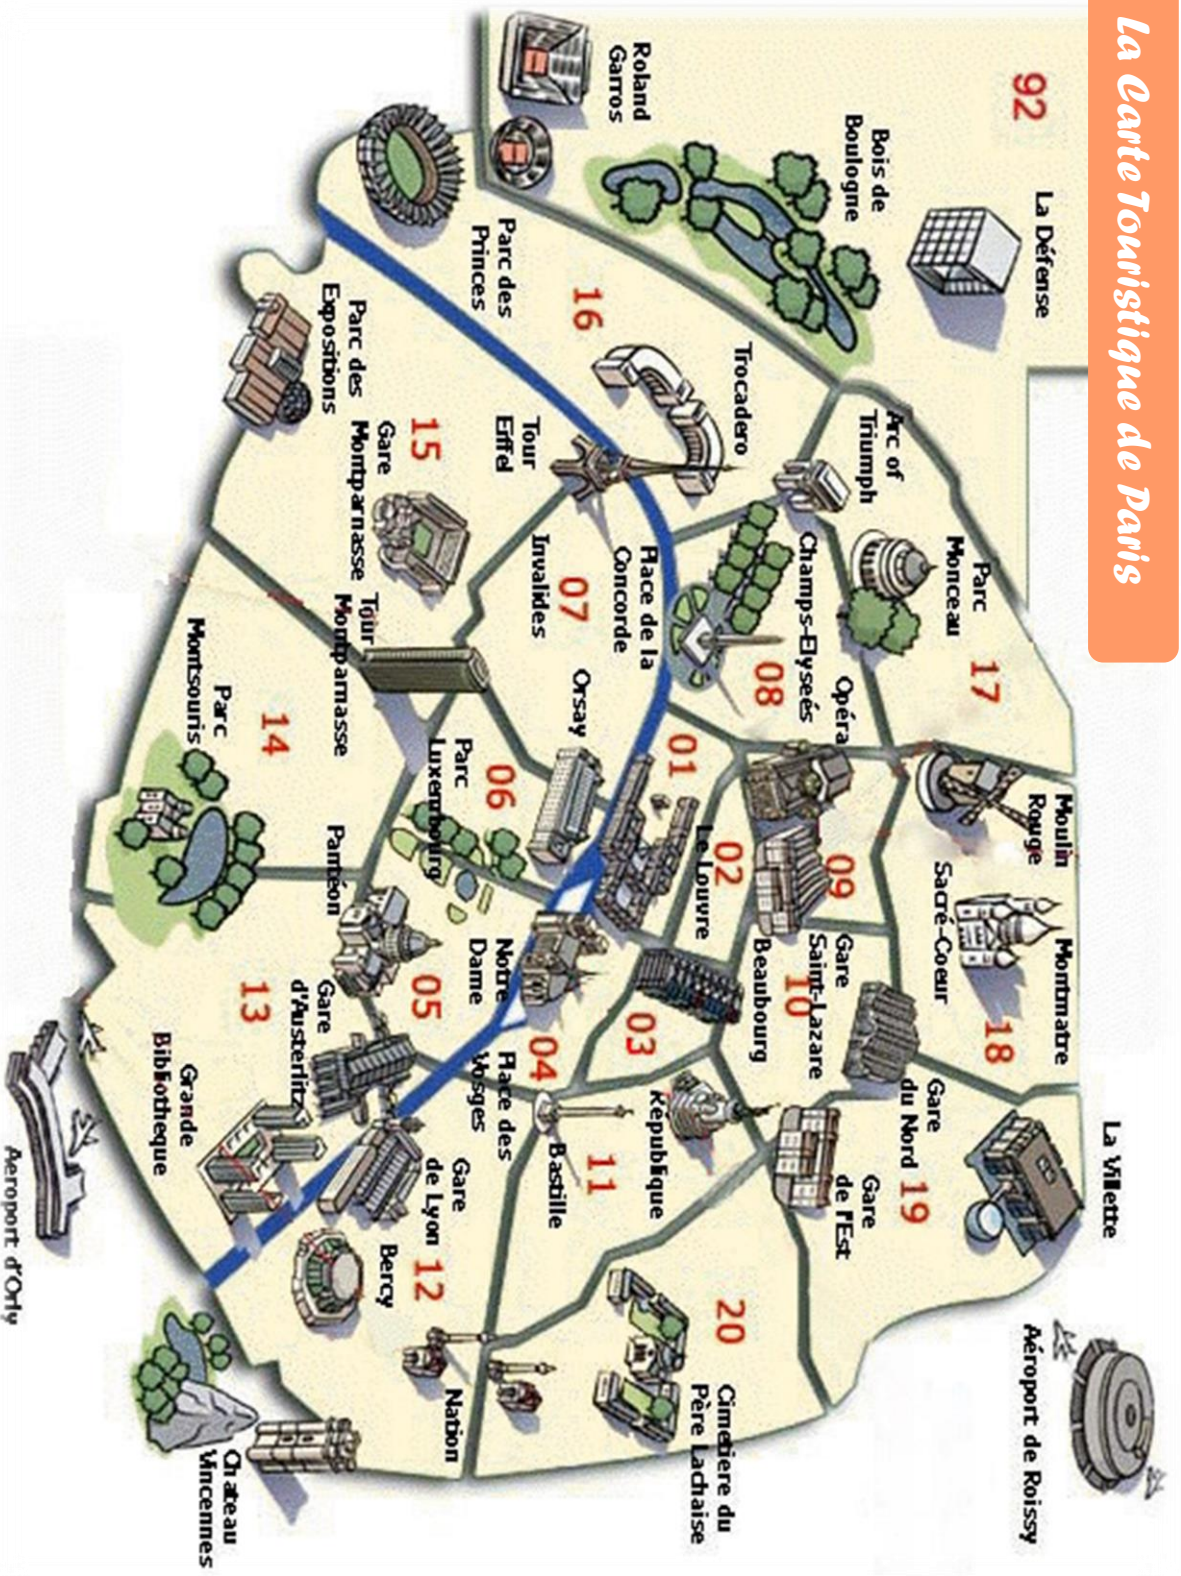 La Carte Touristique de Paris
92
La Défense
Bois de
Boulogne
Roland
Garros
Parc des
Princes
16
Trocadero
Arc of
Triumph
Parc
Monceau
17
Champs-Elyseés
08
Place de la
Concorde
Tour
Eiffel
Invalides
07
Parc des
Expositions
15
Gare
Montparnasse
Tour
Montparnasse
Orsay
Opéra
01
02
Le Louvre
09
Moulin
Rouge
Sacré-Coeur
Montmatre
18
Gare
Saint-Lazare
10
Beaubourg
03
Parc
Luxembourg
06
Parc
Montsouris
14
Pantéon
05
Notre
Dame
04
Place des
Vosges
Gare
d'Austerlitz
13
Grande
Bibliotheque
Gare
du Nord
Gare
de l'Est
19
La Villette
République
11
Bastille
Gare
de Lyon
12
Bercy
Nation
20
Cimetiere du
Père Lachaise
Aéroport de Roissy
Chateau
Vincennes
Aeroport d'Orly